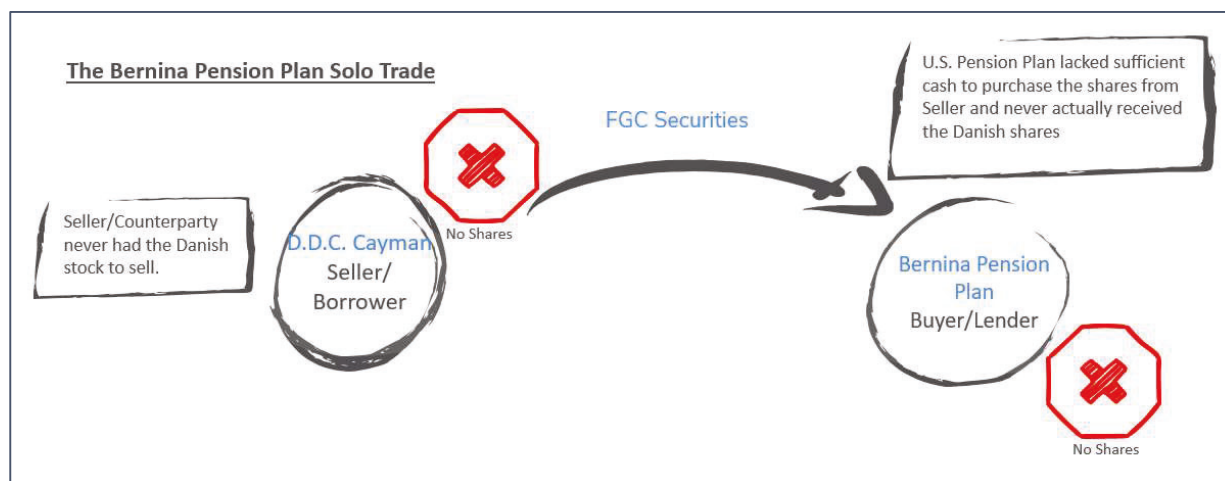 The Bernina Pension Plan Solo Trade
U.S. Pension Plan lacked sufficient
cash to purchase the shares from
Seller and never actually received
the Danish shares
FGC Securities
Seller/Counterparty
never had the Danish
stock to sell.
No Shares
D.D.C. Cayman
Seller/
Borrower
Bernina Pension
Plan
Buyer/Lender
No Shares